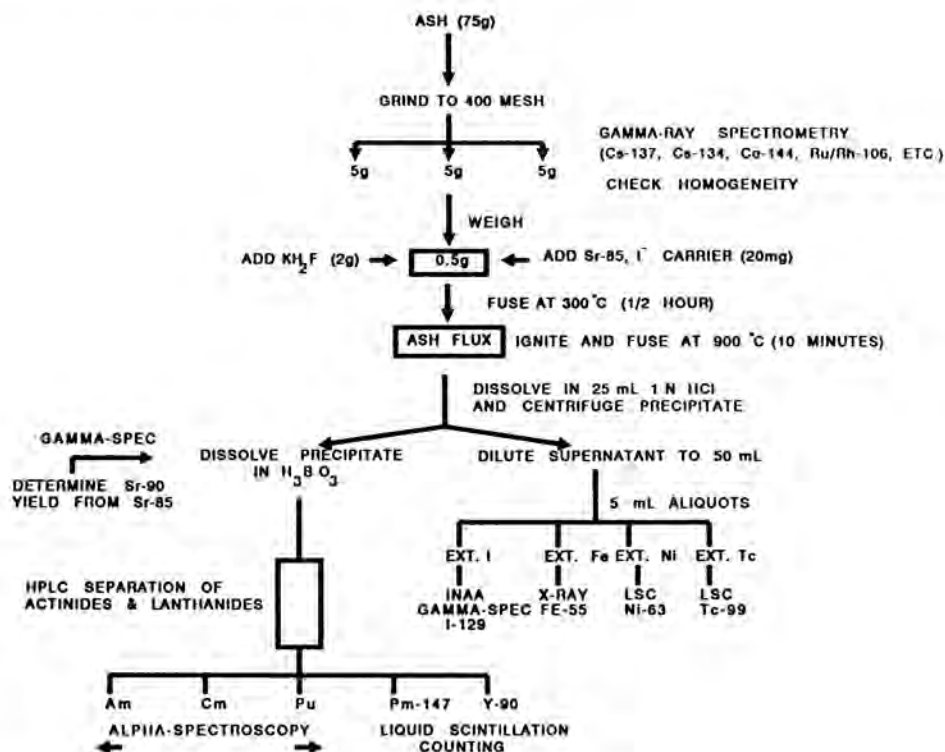 ASH (75g)
GRIND TO 400 MESH
GAMMA-RAY SPECTROMETRY
(Cs-137, Cs-134, Co-144, Ru/Rh-106, ETC.)
5g 5g 5g
CHECK HOMOGENEITY
WEIGH
ADD KH2F (2g)
0.5g
ADD Sr-85, I⁻ CARRIER (20mg)
FUSE AT 300°C (1/2 HOUR)
ASH FLUX
IGNITE AND FUSE AT 900 °C (10 MINUTES)
DISSOLVE IN 25 mL 1 N HCl
AND CENTRIFUGE PRECIPITATE
GAMMA-SPEC
DETERMINE Sr-90
YIELD FROM Sr-85
DISSOLVE PRECIPITATE
IN H3BO3
DILUTE SUPERNATANT TO 50 mL
5 mL ALIQUOTS
EXT. I EXT. Fe EXT. Ni EXT. Tc
INAA X-RAY LSC LSC
GAMMA-SPEC FE-55 Ni-63 Tc-99
I-129
HPLC SEPARATION OF
ACTINIDES & LANTHANIDES
Am Cm Pu Pm-147 Y-90
ALPHA-SPECTROSCOPY LIQUID SCINTILLATION
COUNTING